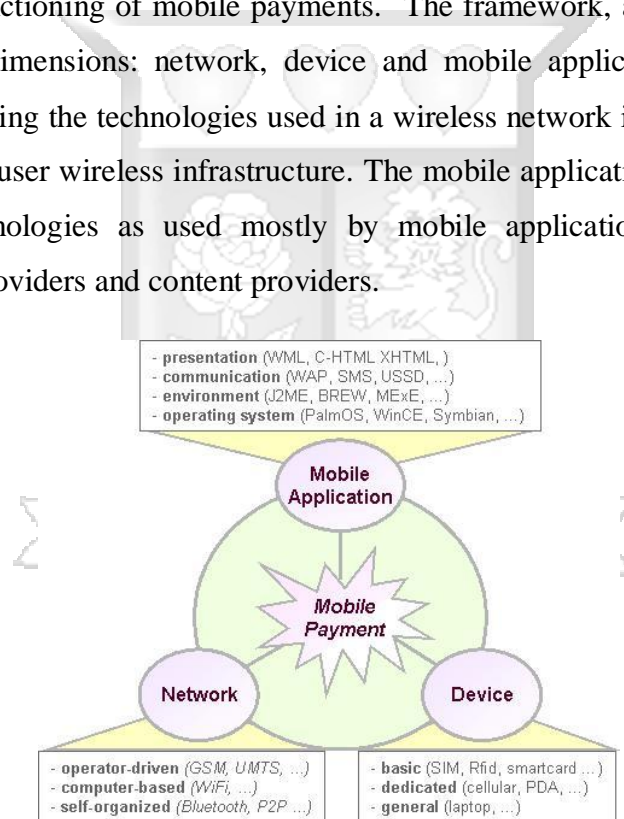 ctioning of mobile payments. The framework, a
imensions: network, device and mobile applic
ing the technologies used in a wireless network i
user wireless infrastructure. The mobile applicati
nologies as used mostly by mobile application
oviders and content providers.
- presentation (WML, C-HTML XHTML, )
- communication (WAP, SMS, USSD, ...)
- environment (J2ME, BREW, MExE, ...)
- operating system (PalmOS, WinCE, Symbian, ...)
Mobile
Application
Mobile
Payment
Network
Device
- operator-driven (GSM, UMTS, ...)
- computer-based (WiFi, ...)
- self-organized (Bluetooth, P2P ...)
- basic (SIM, Rfid, smartcard ... )
- dedicated (cellular, PDA, ...)
- general (laptop, ...)